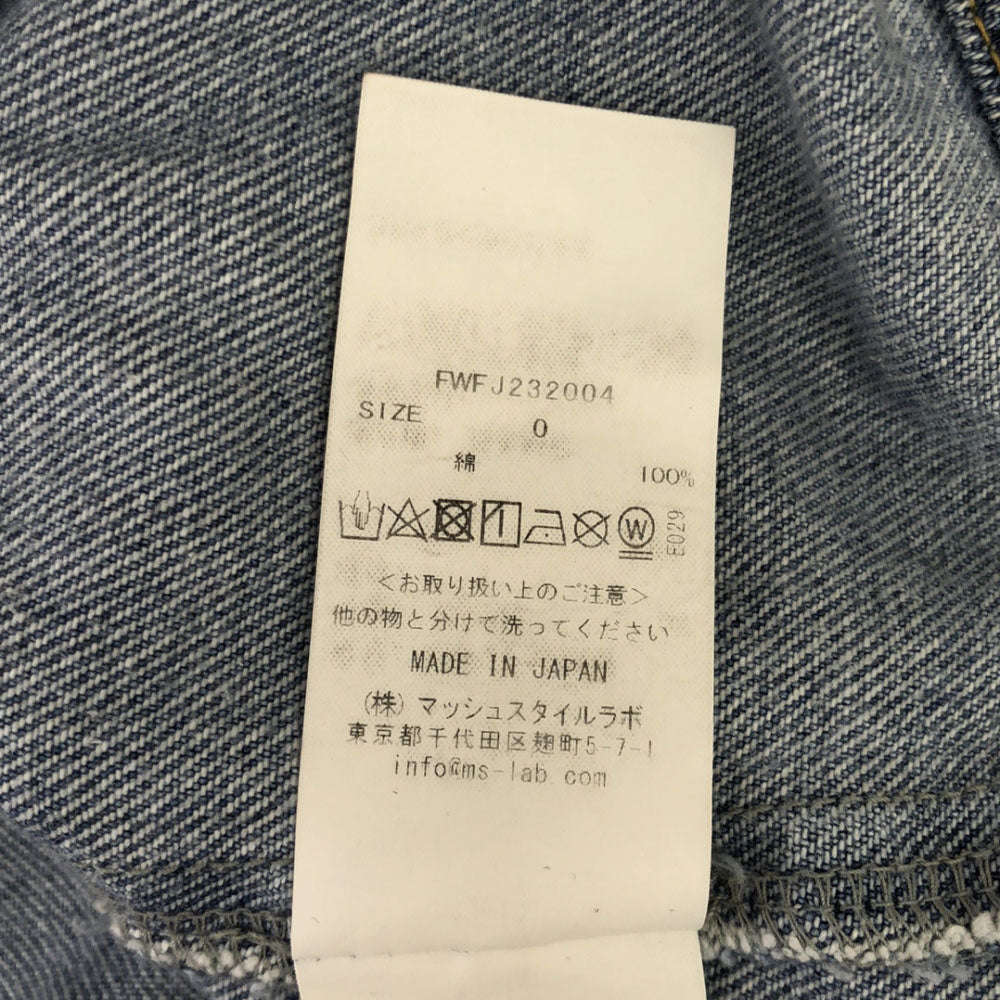 FWFJ232004
SIZE 0
綿 100%
W E029
＜お取り扱い上のご注意＞
他の物と分けて洗ってください
MADE IN JAPAN
(株) マッシュスタイルラボ
東京都千代田区麹町5-7-1
info@ms-lab.com